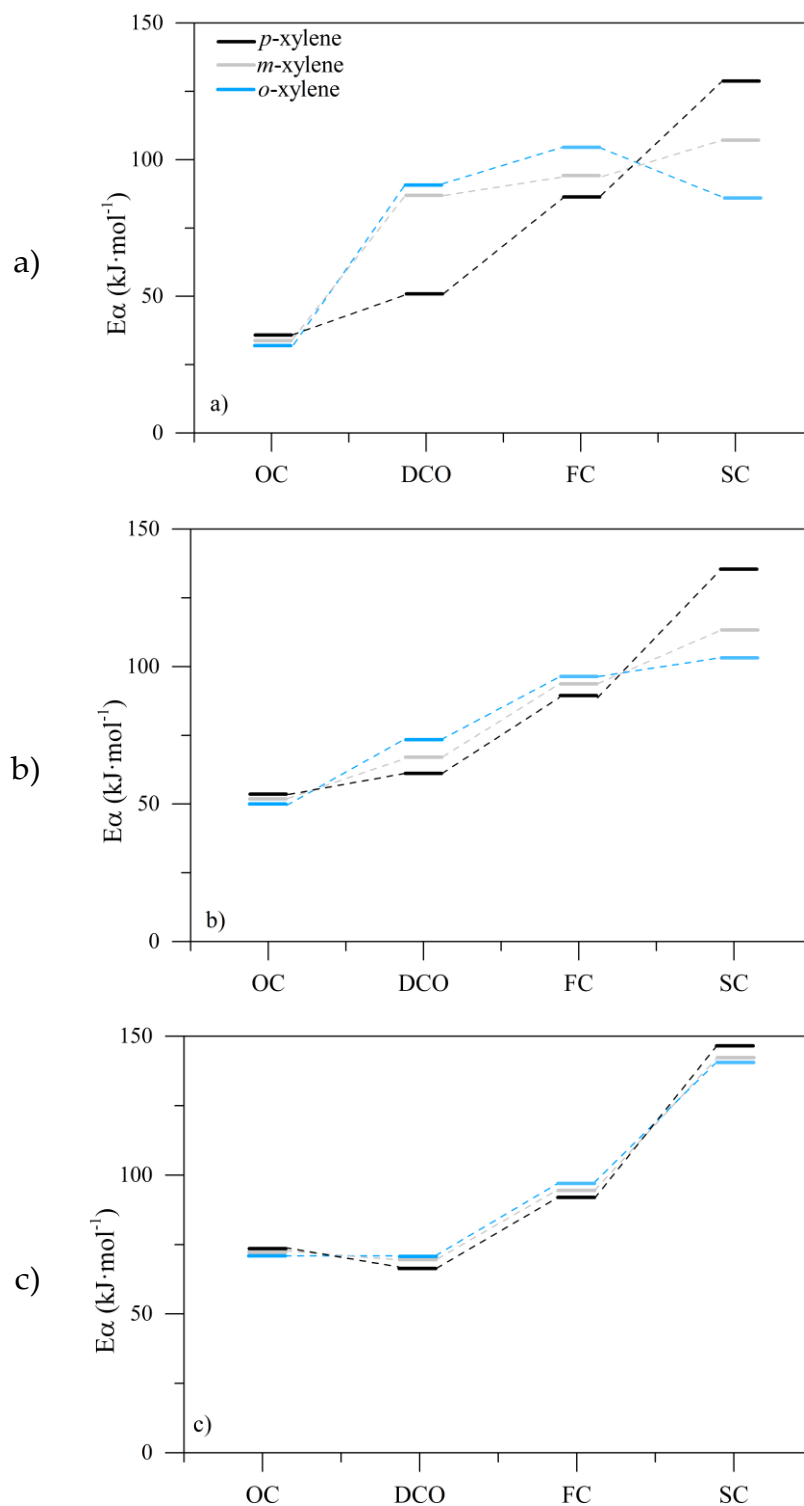 150
p-xylene
m-xylene
o-xylene
100
a)
Eα (kJ·mol⁻¹)
50
a)
0
OC DCO FC SC
150
100
b)
Eα (kJ·mol⁻¹)
50
b)
0
OC DCO FC SC
150
100
c)
Eα (kJ·mol⁻¹)
50
c)
0
OC DCO FC SC